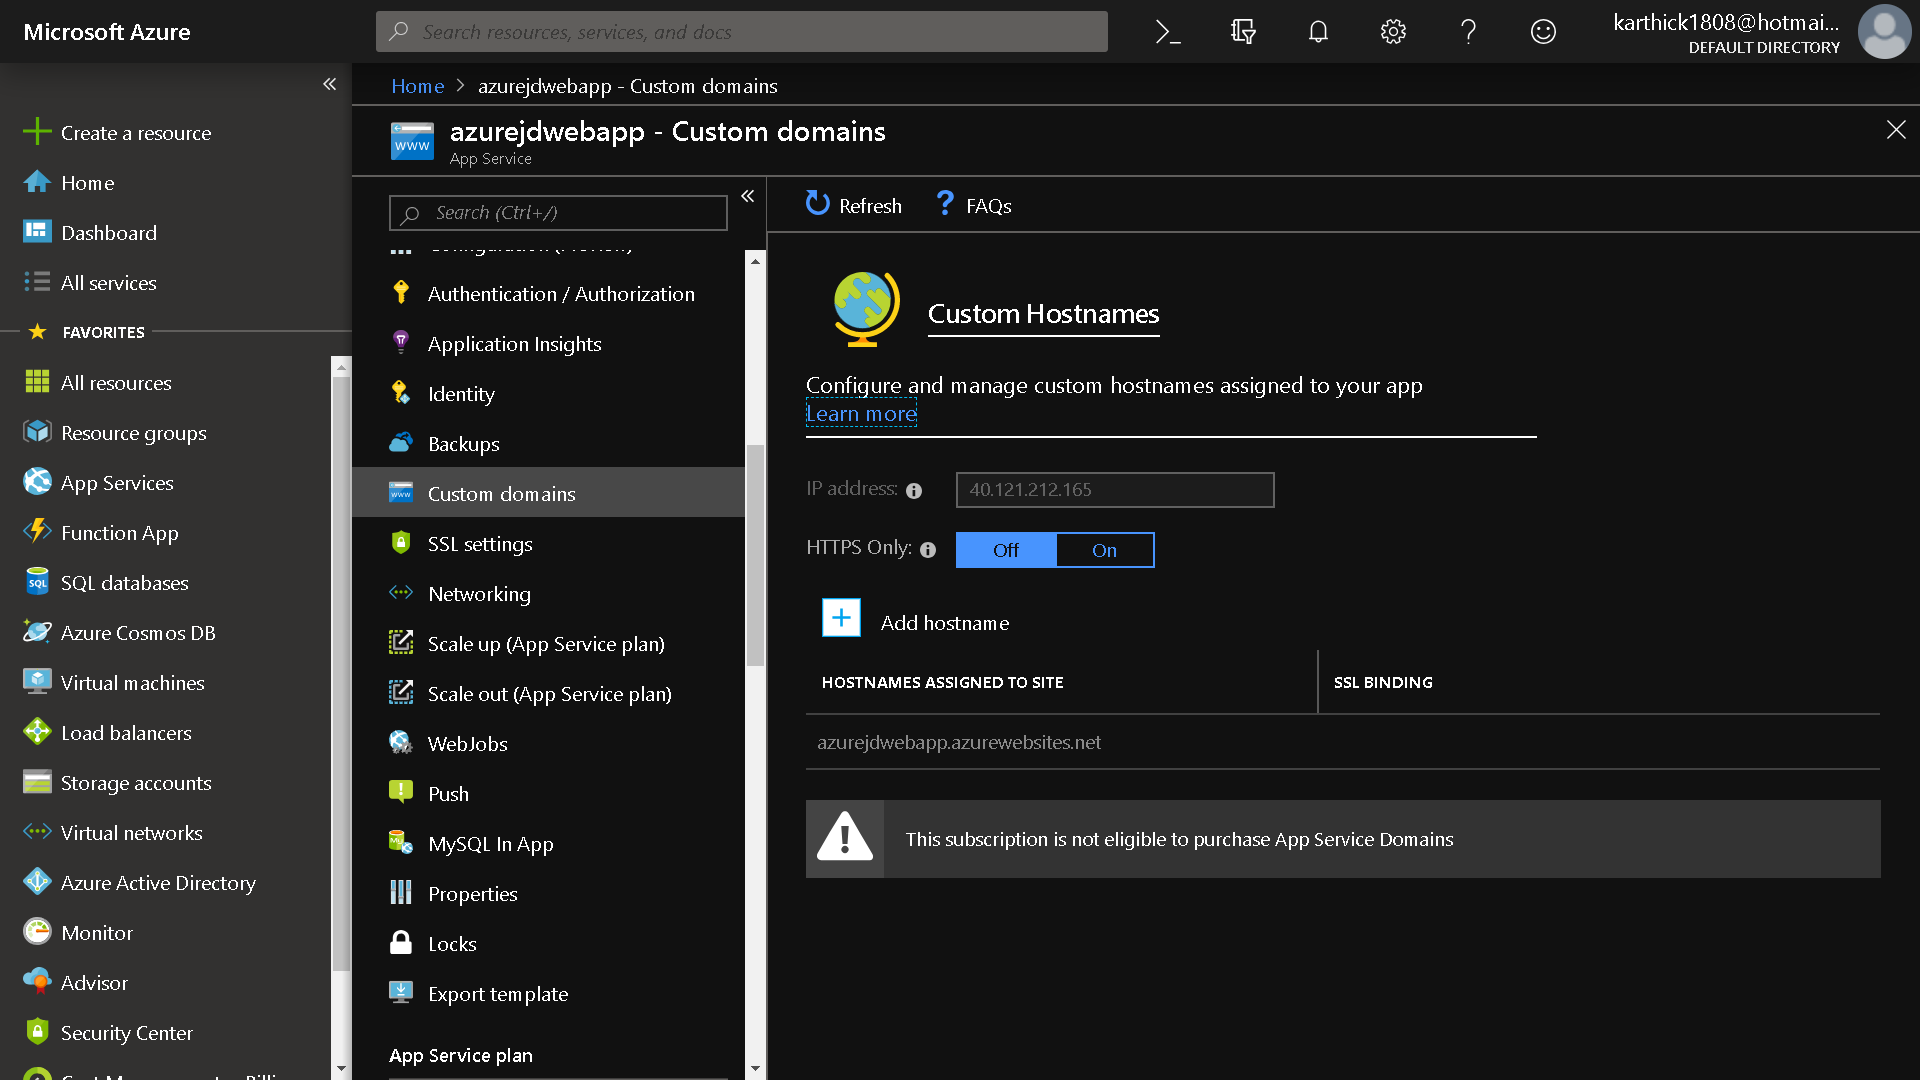 Microsoft Azure
Search resources, services, and docs
karthick1808@hotmai...
DEFAULT DIRECTORY
Create a resource
Home
Dashboard
All services
FAVORITES
All resources
Resource groups
App Services
Function App
SQL databases
Azure Cosmos DB
Virtual machines
Load balancers
Storage accounts
Virtual networks
Azure Active Directory
Monitor
Advisor
Security Center
Home > azurejdwebapp - Custom domains
azurejdwebapp - Custom domains
App Service
Search (Ctrl+/)
Authentication / Authorization
Application Insights
Identity
Backups
Custom domains
SSL settings
Networking
Scale up (App Service plan)
Scale out (App Service plan)
WebJobs
Push
MySQL In App
Properties
Locks
Export template
App Service plan
Refresh
FAQs
Custom Hostnames
Configure and manage custom hostnames assigned to your app
Learn more
IP address:
40.121.212.165
HTTPS Only:
Off
On
Add hostname
HOSTNAMES ASSIGNED TO SITE
SSL BINDING
azurejdwebapp.azurewebsites.net
This subscription is not eligible to purchase App Service Domains